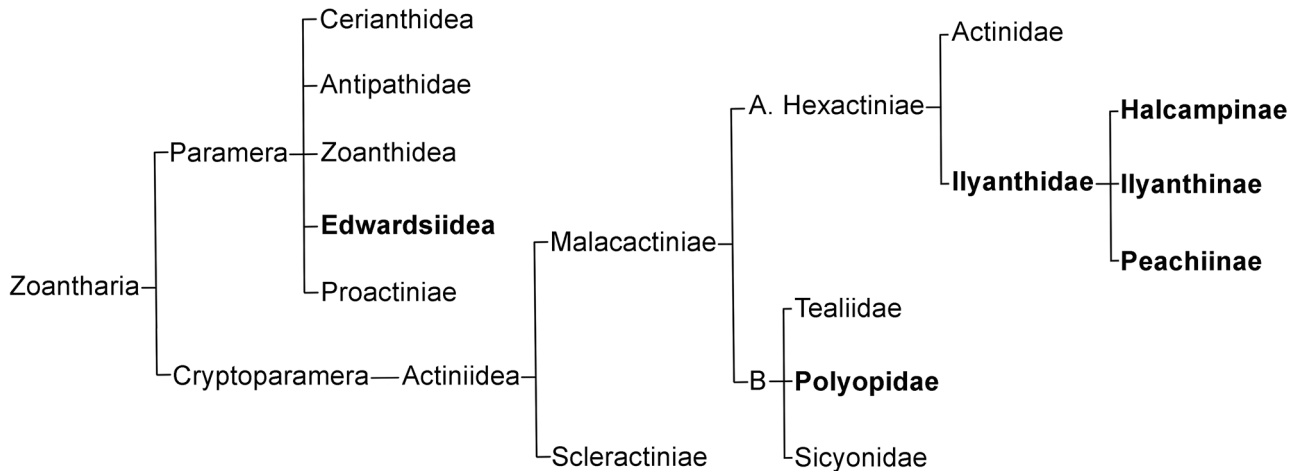 Cerianthidea
Actinidae
Antipathidae
A. Hexactiniae
Halcampinae
Paramera
Zoanthidea
Ilyanthidae
Ilyanthinae
Edwardsiidea
Malacactiniae
Peachiinae
Zoantharia
Proactiniae
Tealiidae
Cryptoparamera
Actiniidea
B
Polyopidae
Scleractiniae
Sicyonidae